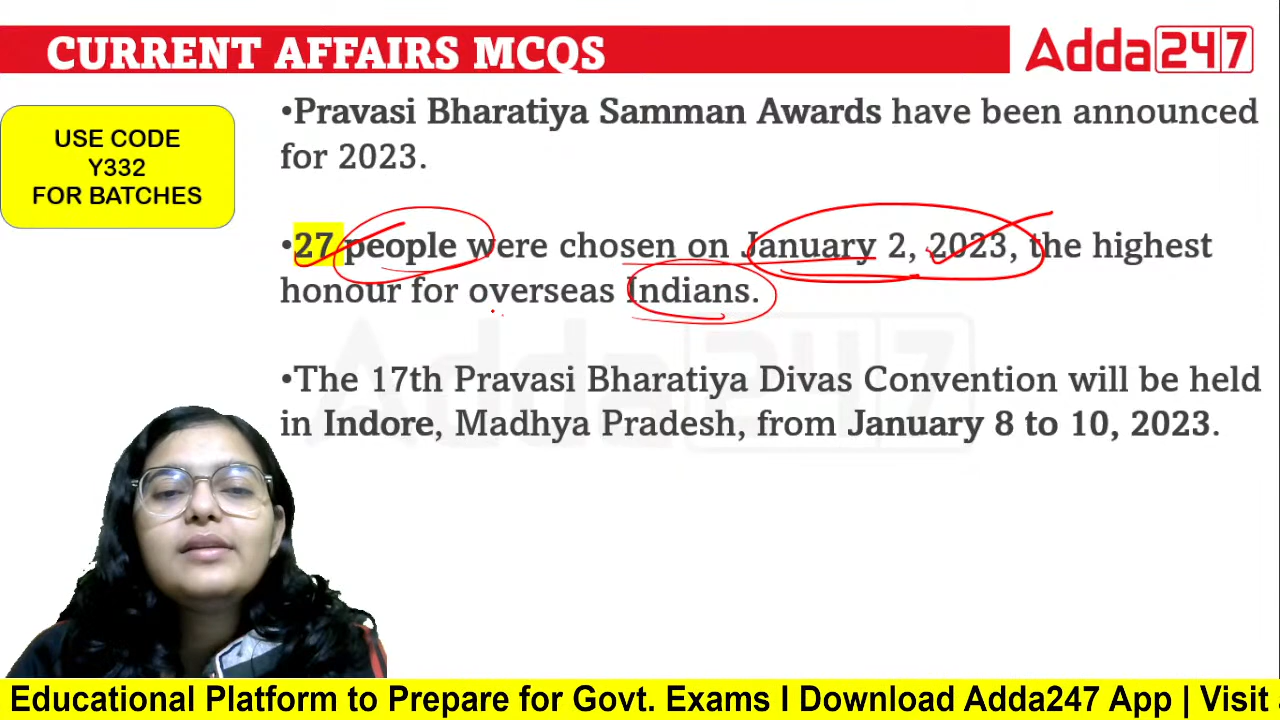 CURRENT AFFAIRS MCQS
Adda247
USE CODE
Y332
FOR BATCHES
•Pravasi Bharatiya Samman Awards have been announced
for 2023.
•27 people were chosen on January 2, 2023, the highest
honour for overseas Indians.
Adda247
•The 17th Pravasi Bharatiya Divas Convention will be held
in Indore, Madhya Pradesh, from January 8 to 10, 2023.
Educational Platform to Prepare for Govt. Exams I Download Adda247 App | Visit